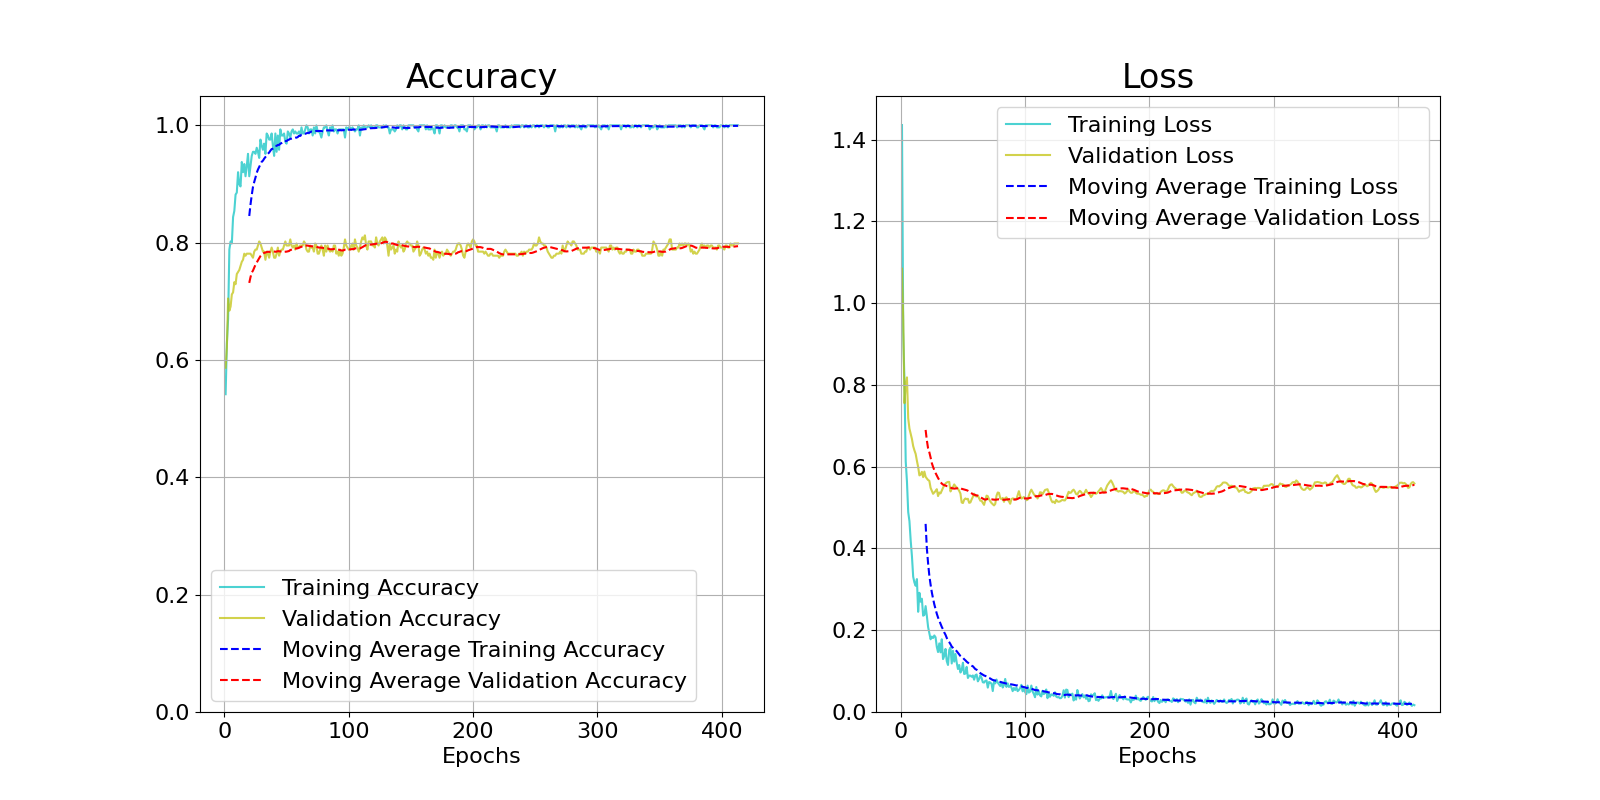 Accuracy
1.0
0.8
0.6
0.4
0.2
0.0
0 100 200 300 400
Epochs
Training Accuracy
Validation Accuracy
Moving Average Training Accuracy
Moving Average Validation Accuracy
Loss
1.4
1.2
1.0
0.8
0.6
0.4
0.2
0.0
0 100 200 300 400
Epochs
Training Loss
Validation Loss
Moving Average Training Loss
Moving Average Validation Loss